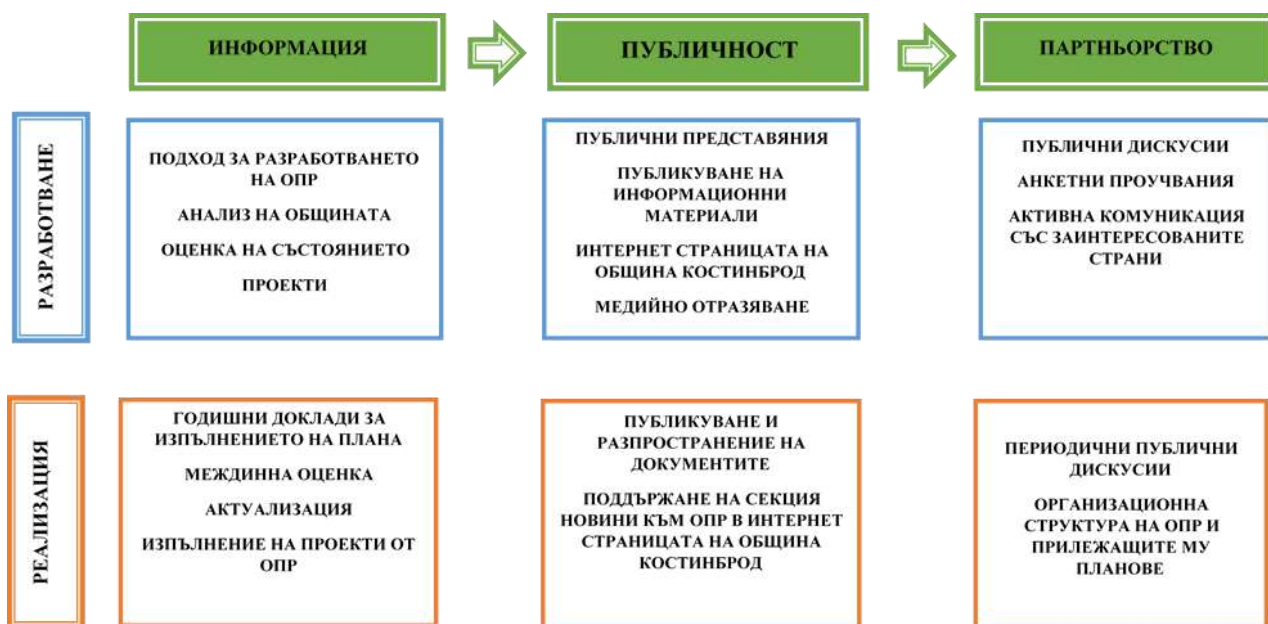 ИНФОРМАЦИЯ
ПУБЛИЧНОСТ
ПАРТНЬОРСТВО
РАЗРАБОТВАНЕ
ПОДХОД ЗА РАЗРАБОТВАНЕТО
НА ОПР
АНАЛИЗ НА ОБЩИНАТА
ОЦЕНКА НА СЪСТОЯНИЕТО
ПРОЕКТИ
ПУБЛИЧНИ ПРЕДСТАВЯНИЯ
ПУБЛИКУВАНЕ НА
ИНФОРМАЦИОННИ
МАТЕРИАЛИ
ИНТЕРНЕТ СТРАНИЦАТА НА
ОБЩИНА КОСТИНБРОД
МЕДИЙНО ОТРАЗЯВАНЕ
ПУБЛИЧНИ ДИСКУСИИ
АНКЕТНИ ПРОУЧВАНИЯ
АКТИВНА КОМУНИКАЦИЯ
СЪС ЗАИНТЕРЕСОВАНИТЕ
СТРАНИ
РЕАЛИЗАЦИЯ
ГОДИШНИ ДОКЛАДИ ЗА
ИЗПЪЛНЕНИЕТО НА ПЛАНА
МЕЖДИННА ОЦЕНКА
АКТУАЛИЗАЦИЯ
ИЗПЪЛНЕНИЕ НА ПРОЕКТИ ОТ
ОПР
ПУБЛИКУВАНЕ И
РАЗПРОСТРАНЕНИЕ НА
ДОКУМЕНТИТЕ
ПОДДЪРЖАНЕ НА СЕКЦИЯ
НОВИНИ КЪМ ОПР В ИНТЕРНЕТ
СТРАНИЦАТА НА ОБЩИНА
КОСТИНБРОД
ПЕРИОДИЧНИ ПУБЛИЧНИ
ДИСКУСИИ
ОРГАНИЗАЦИОННА
СТРУКТУРА НА ОПР И
ПРИЛЕЖАЩИТЕ МУ
ПЛАНОВЕ